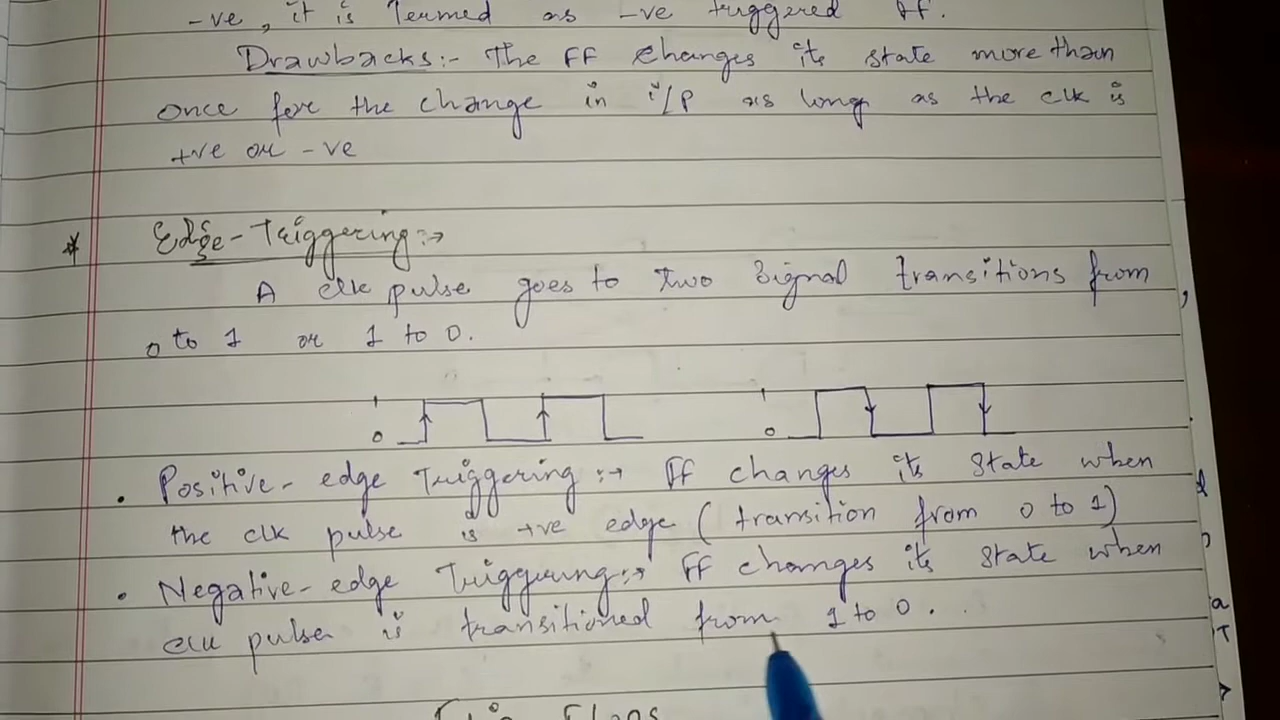 -ve, it is Termed as -ve triggered ff.
Drawbacks:- The FF changes its state more than
once for the change in i/p as long as the clk is
+ve or -ve
* Edge-Triggering:→
A clk pulse goes to two signal transitions from
0 to 1 or 1 to 0.
1 1
0 0
• Positive-edge Triggering:→ FF changes its state when
the clk pulse is +ve edge (transition from 0 to 1)
• Negative-edge Triggering:→ FF changes its state when
clk pulse is transitioned from 1 to 0.
Flops